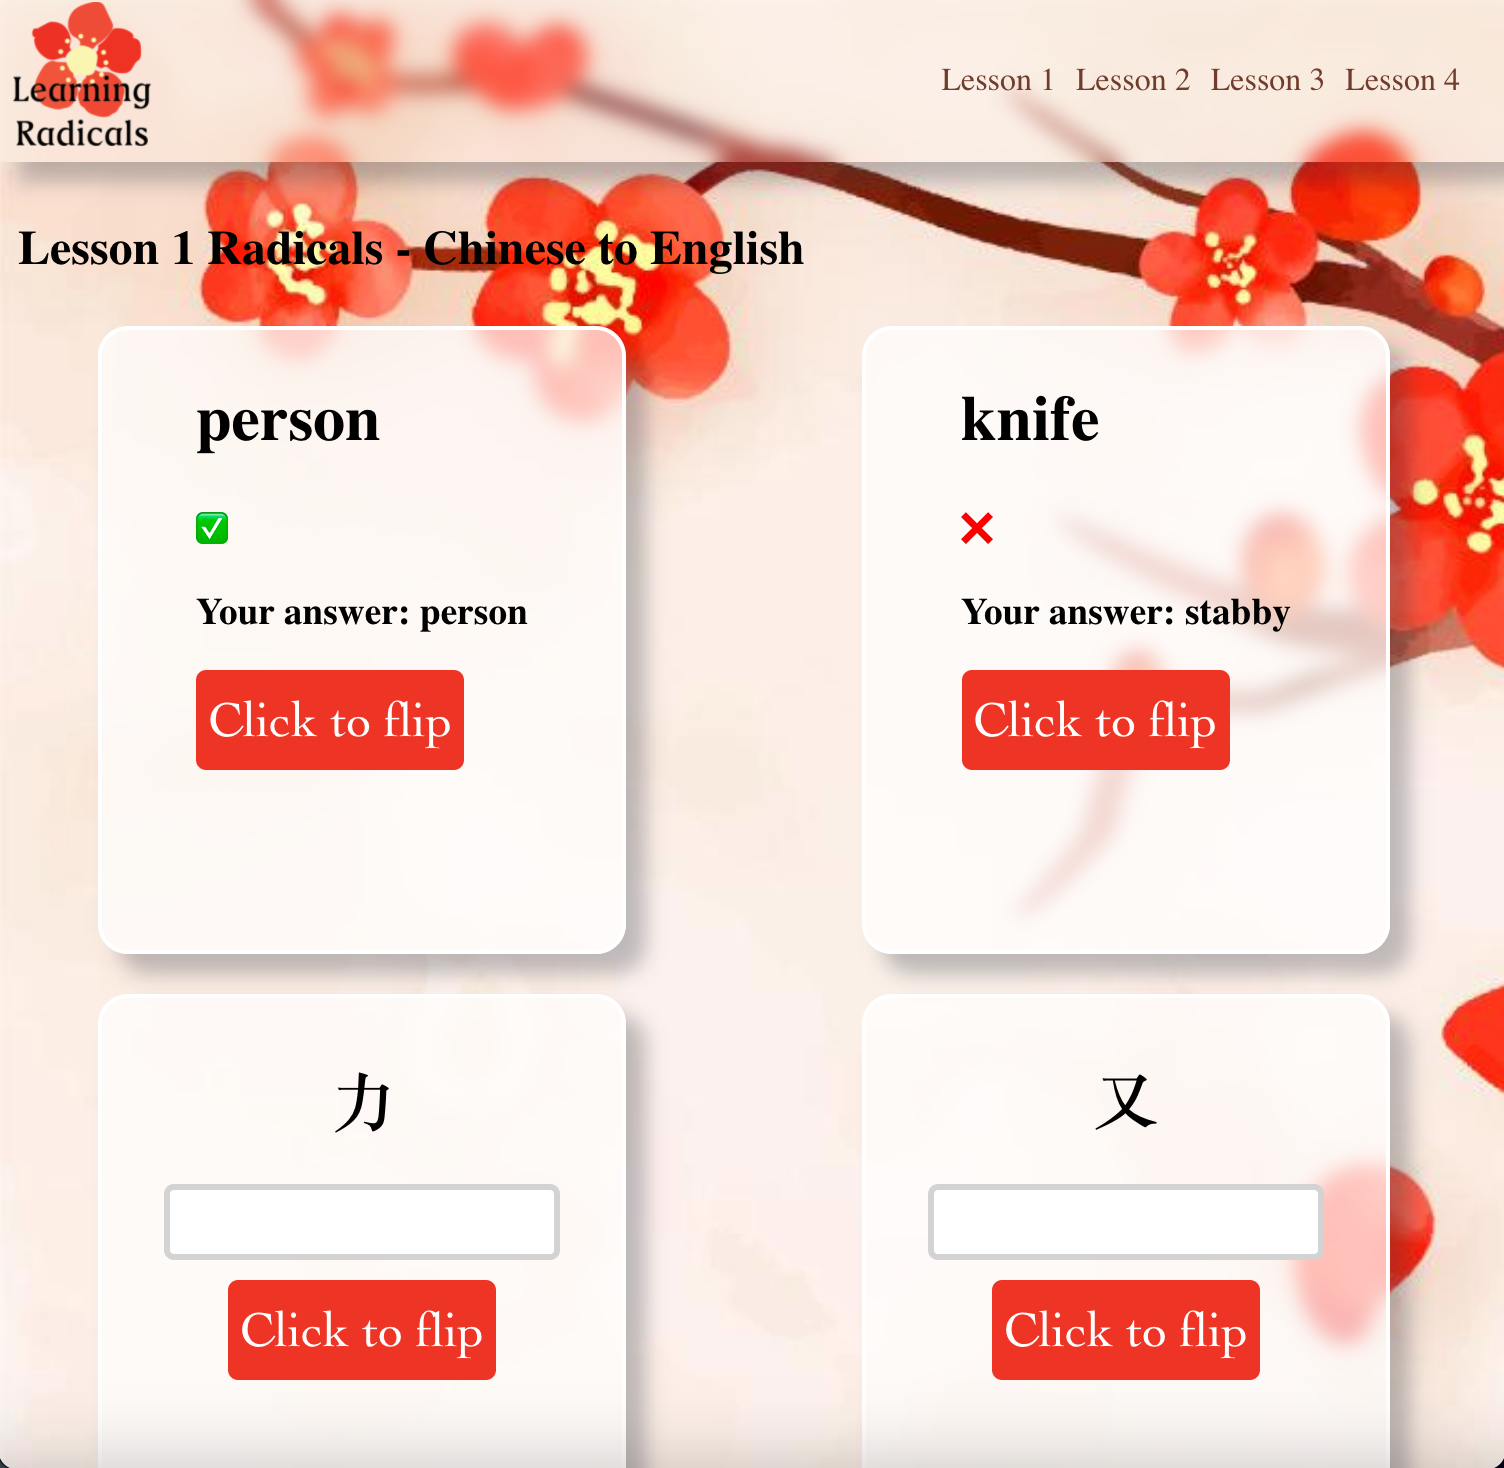 Learning
Radicals
Lesson 1 Lesson 2 Lesson 3 Lesson 4
Lesson 1 Radicals - Chinese to English
person
✅
Your answer: person
Click to flip
knife
❌
Your answer: stabby
Click to flip
力
Click to flip
又
Click to flip